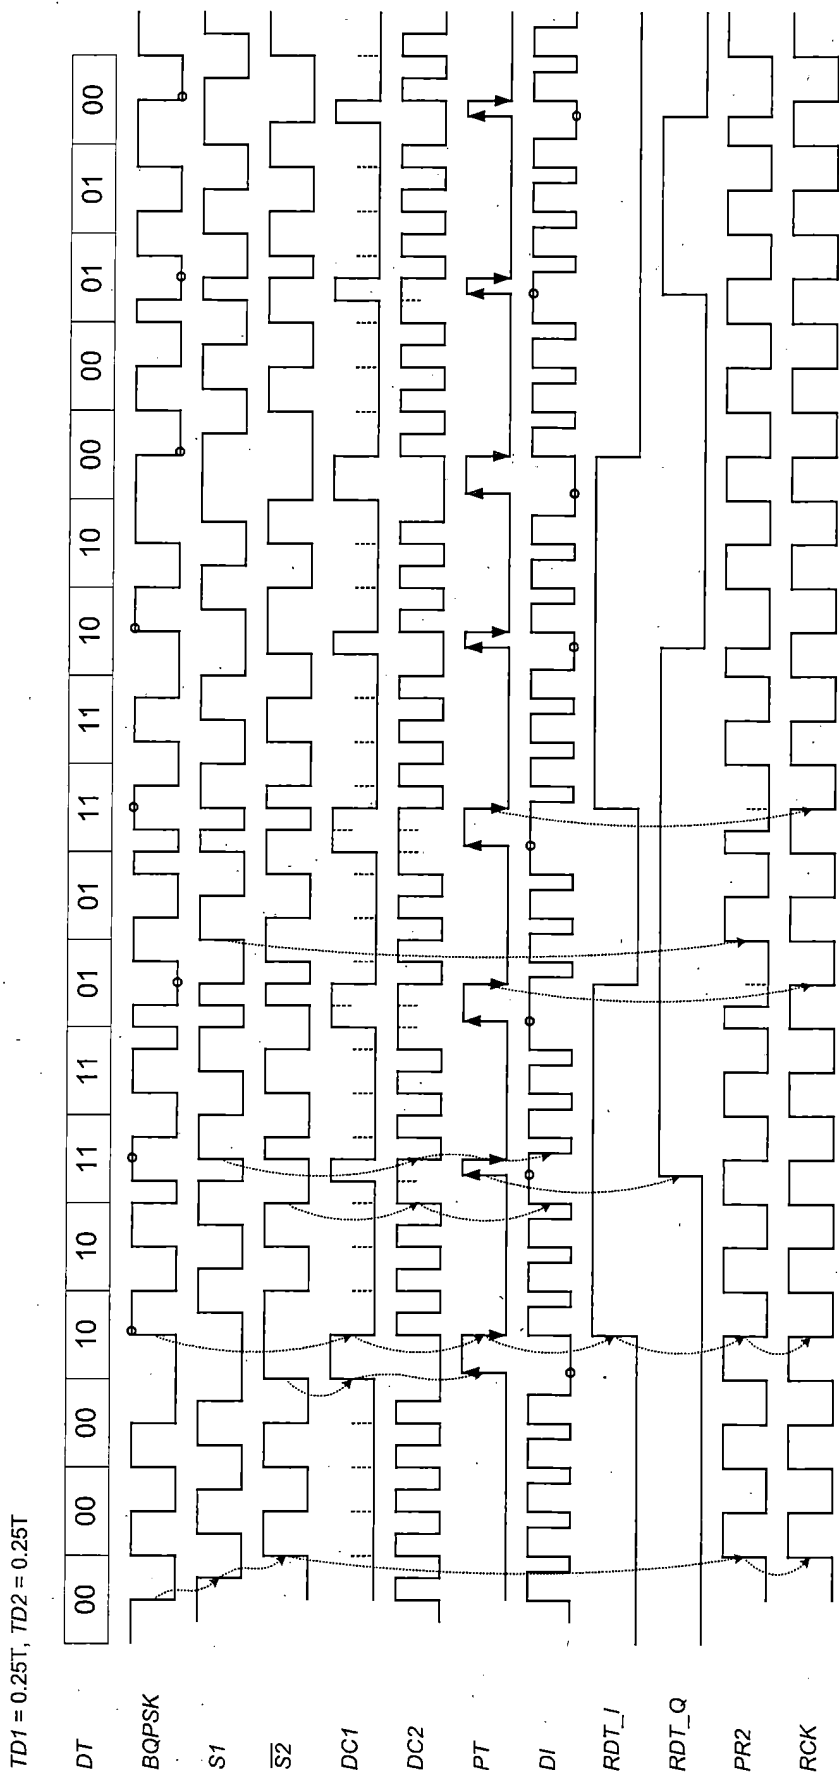 TD1 = 0.25T, TD2 = 0.25T
DT 00 00 00 10 10 11 11 01 01 11 11 10 10 00 00 01 01 00
BQPSK
S1
S2
DC1
DC2
PT
DI
RDT_I
RDT_Q
PR2
RCK